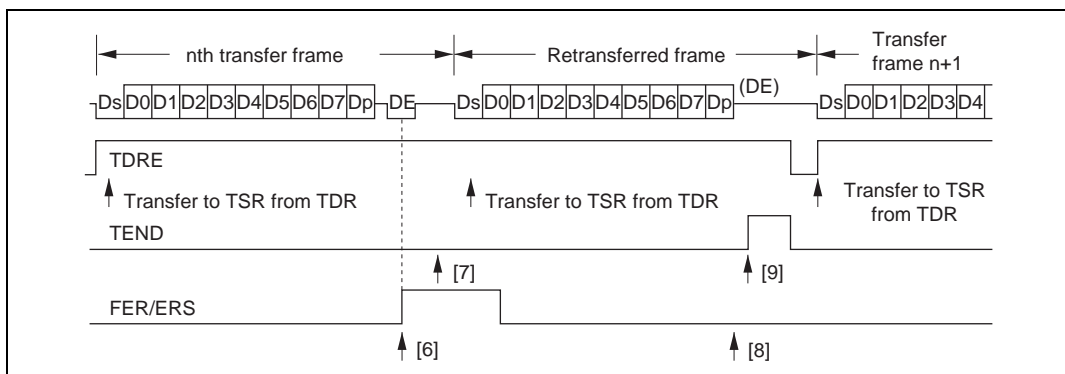 nth transfer frame
Retransferred frame
Transfer
frame n+1
Ds D0 D1 D2 D3 D4 D5 D6 D7 Dp DE
Ds D0 D1 D2 D3 D4 D5 D6 D7 Dp
(DE)
Ds D0 D1 D2 D3 D4
TDRE
Transfer to TSR from TDR
Transfer to TSR from TDR
Transfer to TSR
from TDR
TEND
[7]
[9]
FER/ERS
[6]
[8]